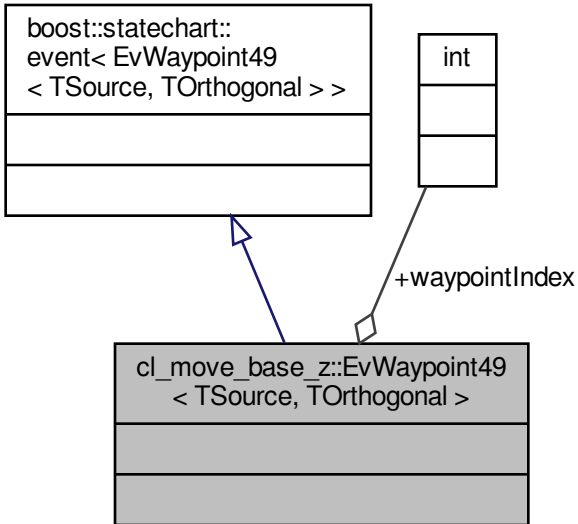 boost::statechart::
event< EvWaypoint49
< TSource, TOrthogonal > >
int
+waypointIndex
cl_move_base_z::EvWaypoint49
< TSource, TOrthogonal >